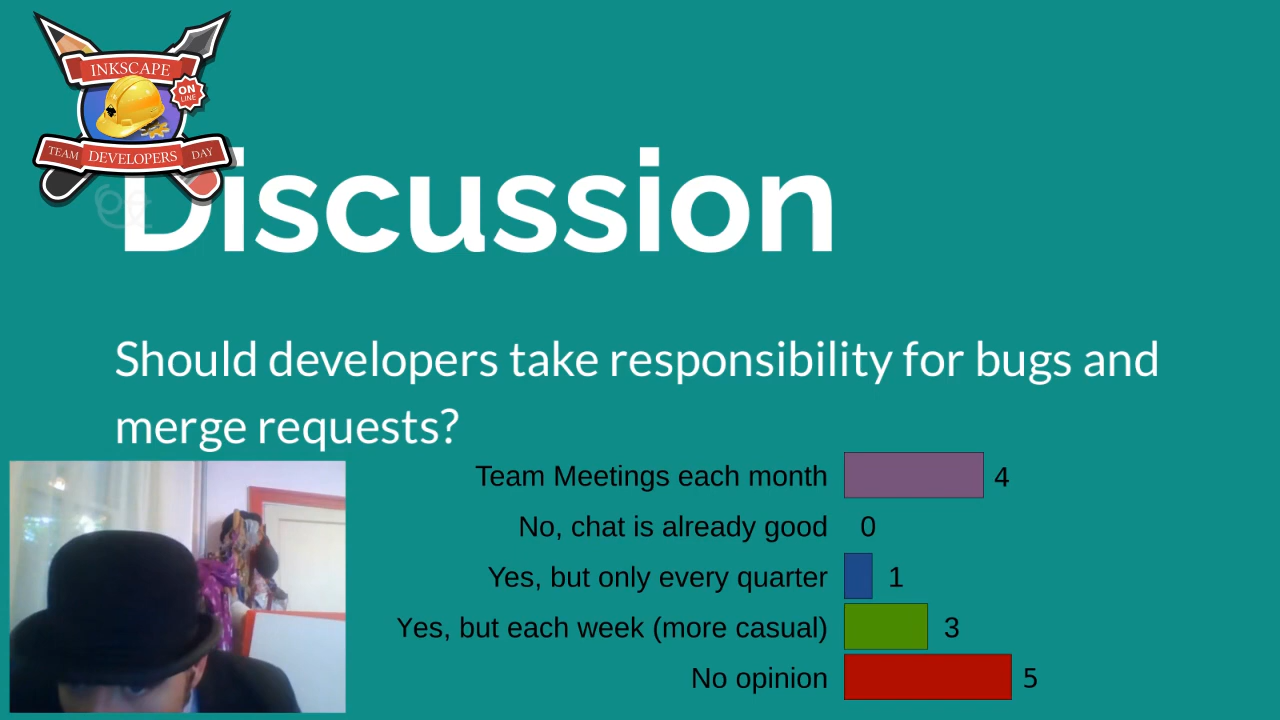 INKSCAPE
ON
LINE
TEAM DEVELOPERS DAY
Discussion
Should developers take responsibility for bugs and
merge requests?
Team Meetings each month 4
No, chat is already good 0
Yes, but only every quarter 1
Yes, but each week (more casual) 3
No opinion 5